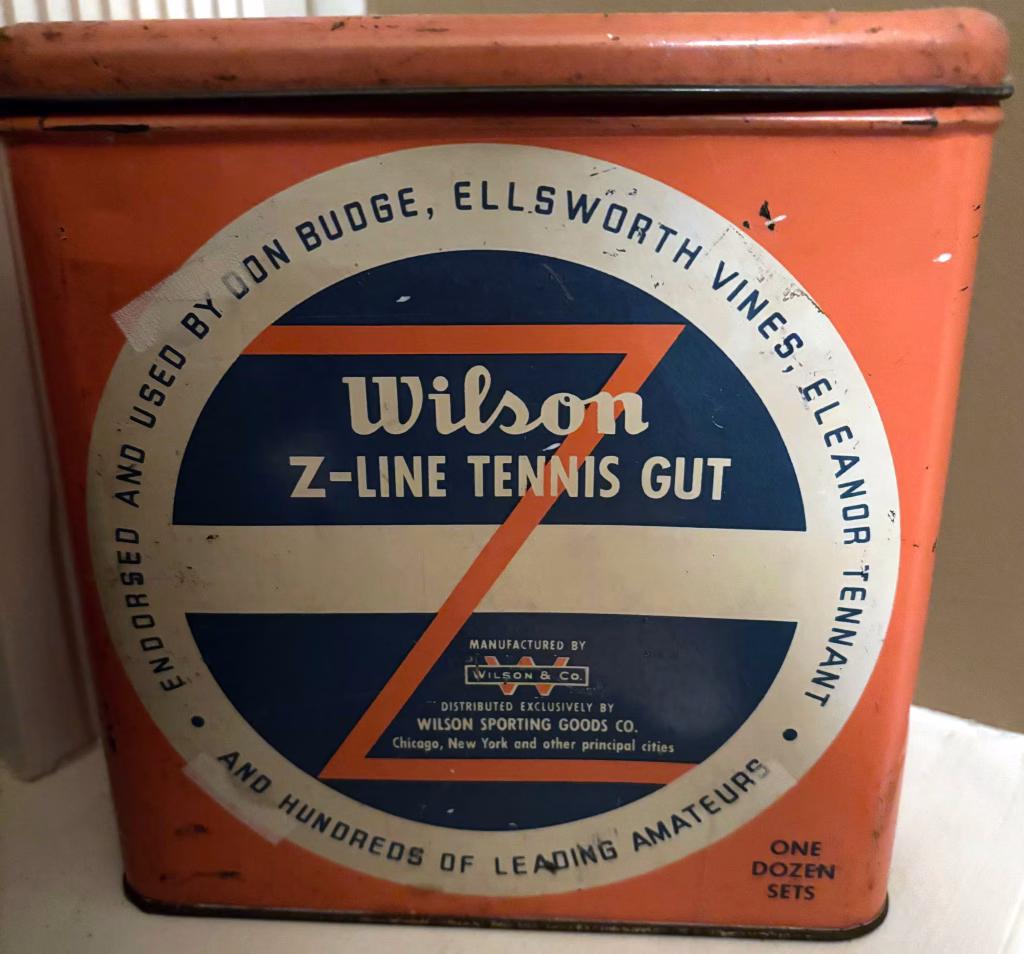 ENDORSED AND USED BY DON BUDGE, ELLSWORTH VINES, ELEANOR TENNANT
Wilson
Z-LINE TENNIS GUT
MANUFACTURED BY
WILSON & CO.
DISTRIBUTED EXCLUSIVELY BY
WILSON SPORTING GOODS CO.
Chicago, New York and other principal cities
• AND HUNDREDS OF LEADING AMATEURS •
ONE
DOZEN
SETS